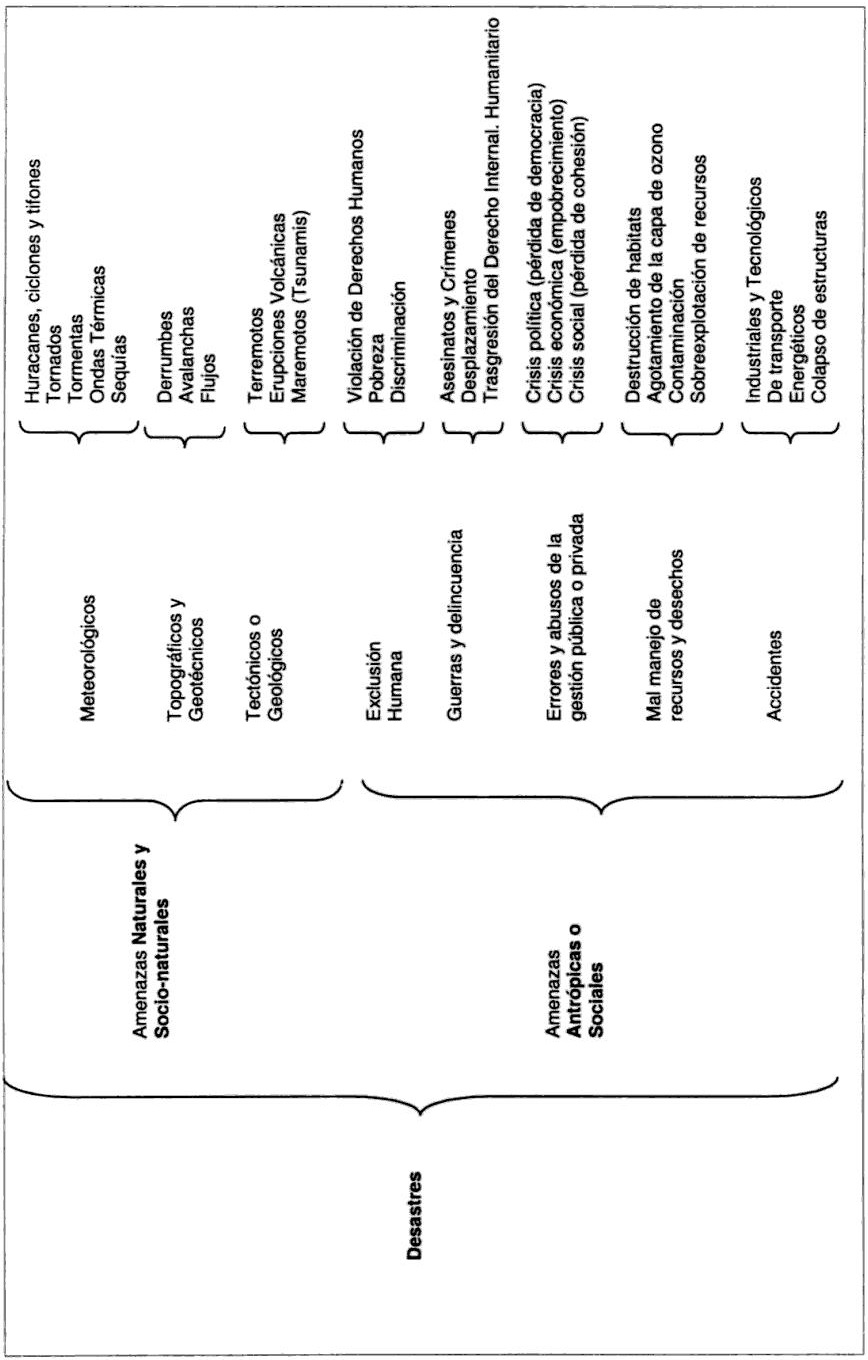 Desastres
Amenazas Naturales y
Socio-naturales
Meteorológicos
Huracanes, ciclones y tifones
Tornados
Tormentas
Ondas Térmicas
Sequías
Topográficos y
Geotécnicos
Derrumbes
Avalanchas
Flujos
Tectónicos o
Geológicos
Terremotos
Erupciones Volcánicas
Maremotos (Tsunamis)
Amenazas
Antrópicas o
Sociales
Exclusión
Humana
Violación de Derechos Humanos
Pobreza
Discriminación
Guerras y delincuencia
Asesinatos y Crímenes
Desplazamiento
Trasgresión del Derecho Internal. Humanitario
Errores y abusos de la
gestión pública o privada
Crisis política (pérdida de democracia)
Crisis económica (empobrecimiento)
Crisis social (pérdida de cohesión)
Mal manejo de
recursos y desechos
Destrucción de habitats
Agotamiento de la capa de ozono
Contaminación
Sobreexplotación de recursos
Accidentes
Industriales y Tecnológicos
De transporte
Energéticos
Colapso de estructuras